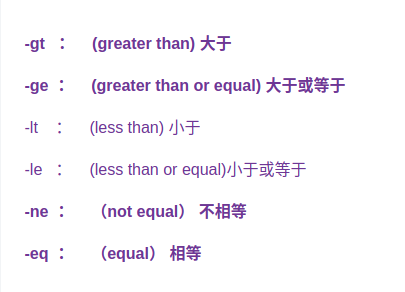 -gt ： (greater than) 大于
-ge ： (greater than or equal) 大于或等于
-lt ： (less than) 小于
-le ： (less than or equal)小于或等于
-ne ： （not equal） 不相等
-eq ： （equal） 相等